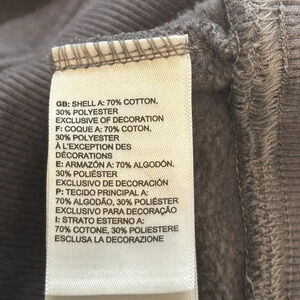 GB: SHELL A: 70% COTTON,
30% POLYESTER
EXCLUSIVE OF DECORATION
F: COQUE A: 70% COTON,
30% POLYESTER
À L'EXCEPTION DES
DÉCORATIONS
E: ARMAZÓN A: 70% ALGODÓN,
30% POLIÉSTER
EXCLUSIVO DE DECORACIÓN
P: TECIDO PRINCIPAL A:
70% ALGODÃO, 30% POLIÉSTER
EXCLUSIVO PARA DECORAÇÃO
I: STRATO ESTERNO A:
70% COTONE, 30% POLIESTERE
ESCLUSA LA DECORAZIONE